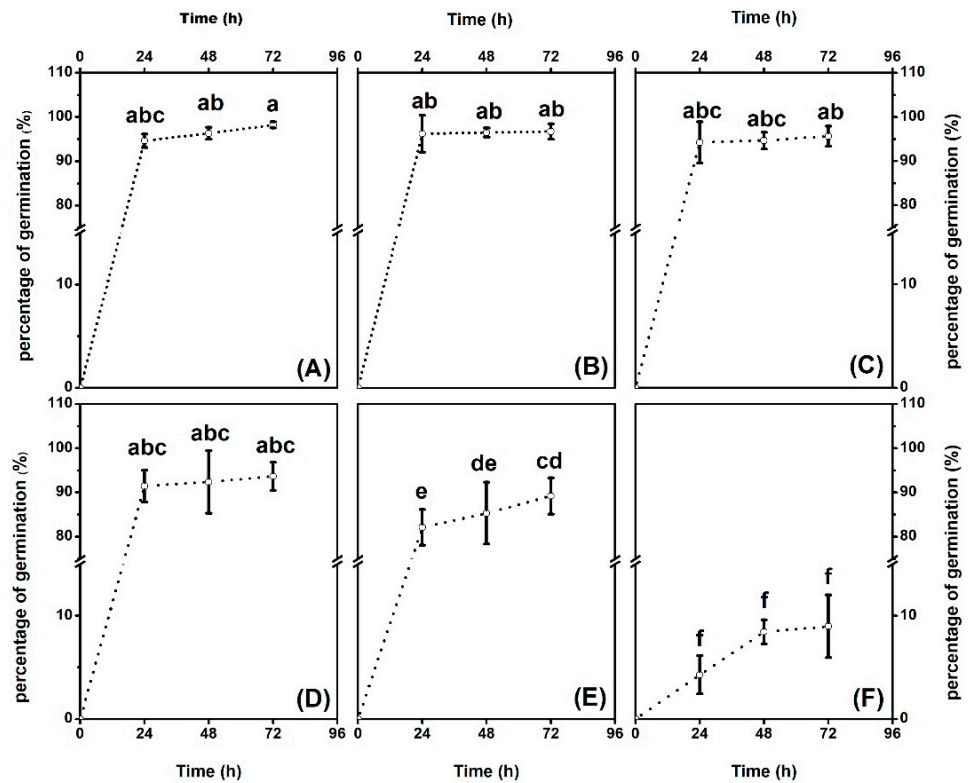 Time (h) Time (h) Time (h)
0 24 48 72 96 0 24 48 72 96 0 24 48 72 96
percentage of germination (%)
110
100
90
80
10
0
abc ab a
(A)
ab ab ab
(B)
abc abc ab
(C)
110
100
90
80
10
0
percentage of germination (%)
percentage of germination (%)
110
100
90
80
10
0
abc abc abc
(D)
e de cd
(E)
f f f
(F)
110
100
90
80
10
0
percentage of germination (%)
0 24 48 72 96 0 24 48 72 96 0 24 48 72 96
Time (h) Time (h) Time (h)